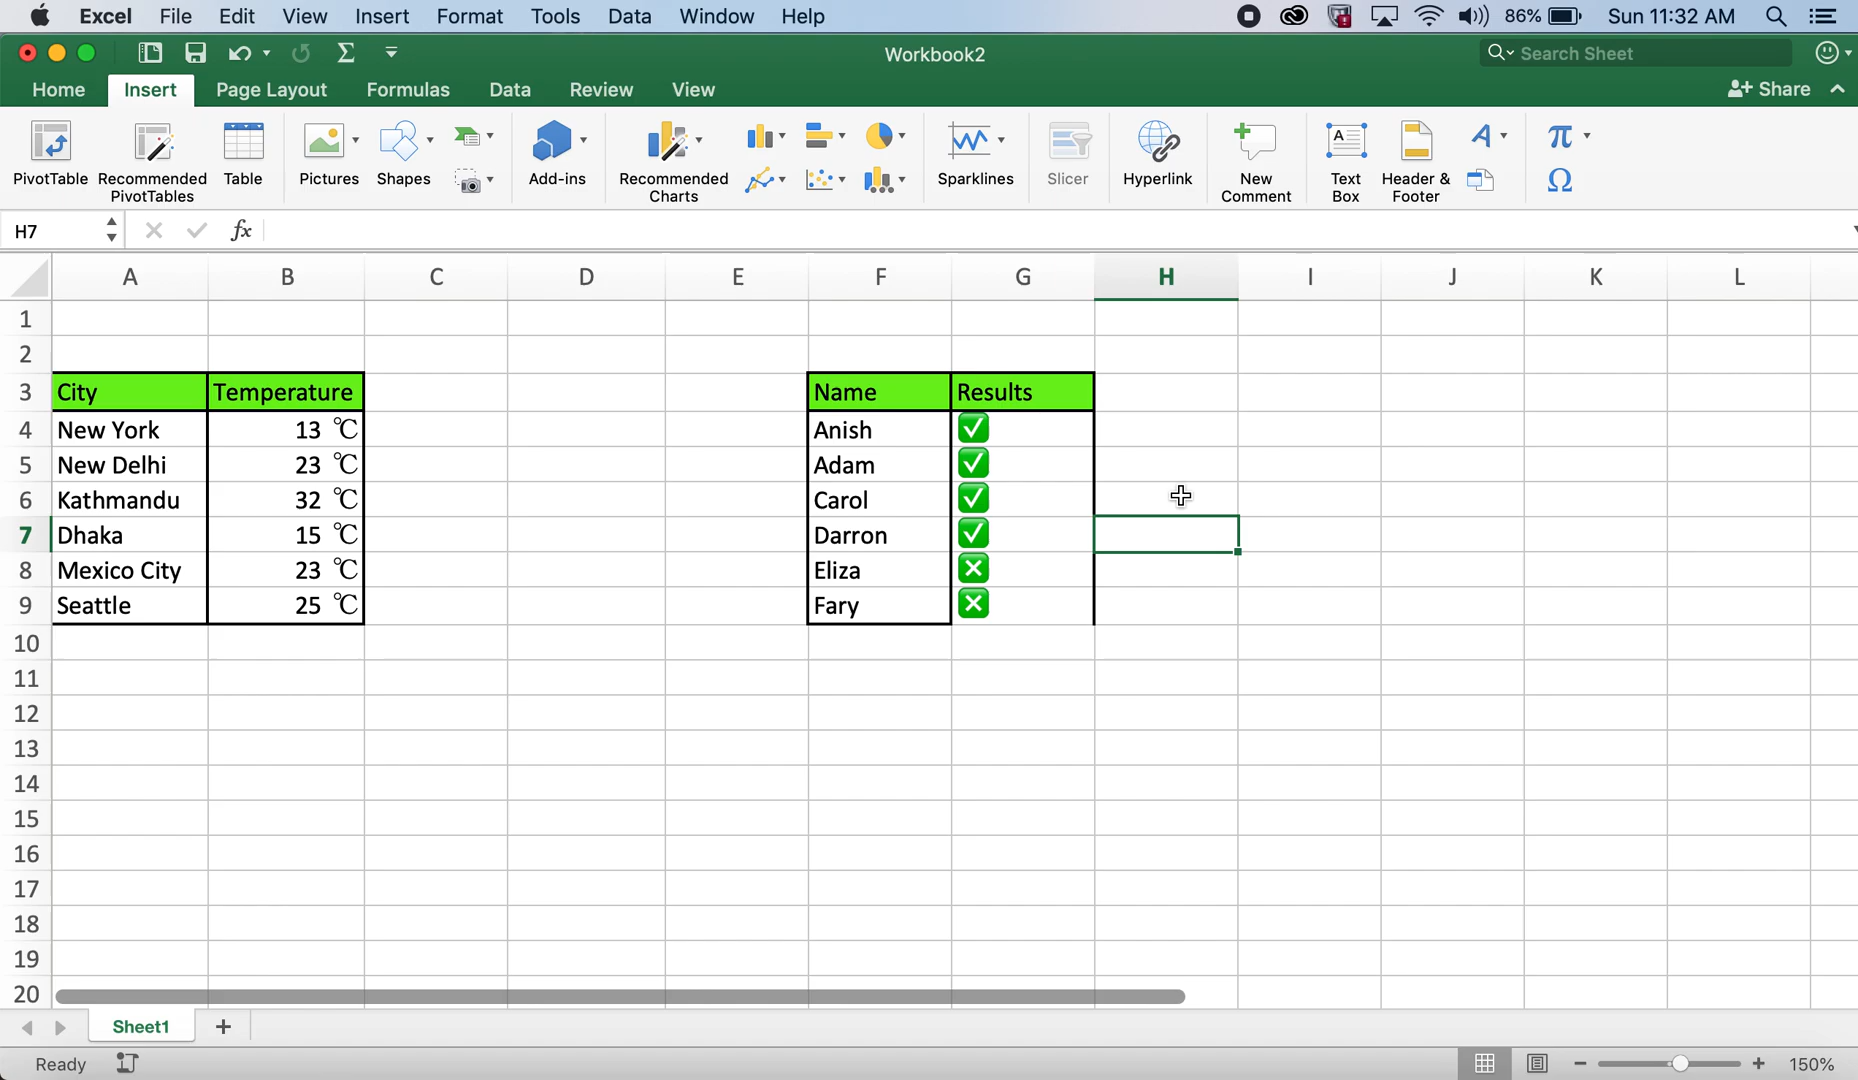 Excel File Edit View Insert Format Tools Data Window Help 86% Sun 11:32 AM
Workbook2 Search Sheet
Home Insert Page Layout Formulas Data Review View Share
PivotTable Recommended PivotTables Table Pictures Shapes Add-ins Recommended Charts Sparklines Slicer Hyperlink New Comment Text Box Header & Footer
H7 fx
A B C D E F G H I J K L
1
2
3 City Temperature Name Results
4 New York 13 ℃ Anish ✅
5 New Delhi 23 ℃ Adam ✅
6 Kathmandu 32 ℃ Carol ✅
7 Dhaka 15 ℃ Darron ✅
8 Mexico City 23 ℃ Eliza ❎
9 Seattle 25 ℃ Fary ❎
10
11
12
13
14
15
16
17
18
19
20
Sheet1 +
Ready 150%